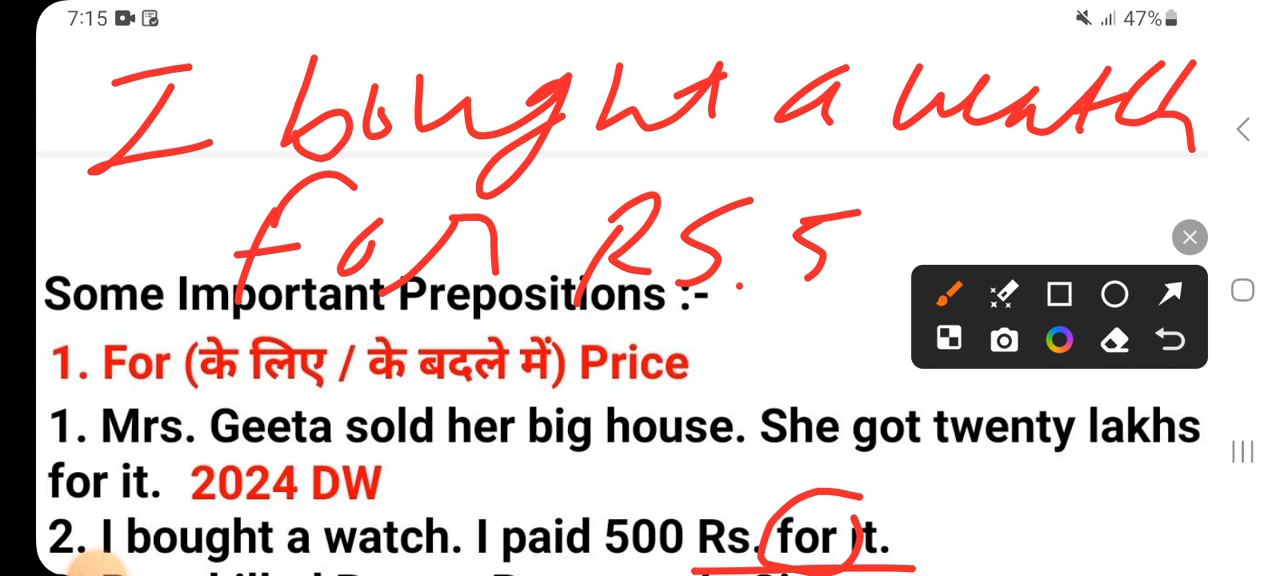 7:15
47%
I bought a watch
for RS. 5
Some Important Prepositions :-
1. For (के लिए / के बदले में) Price
1. Mrs. Geeta sold her big house. She got twenty lakhs
for it. 2024 DW
2. I bought a watch. I paid 500 Rs. for it.